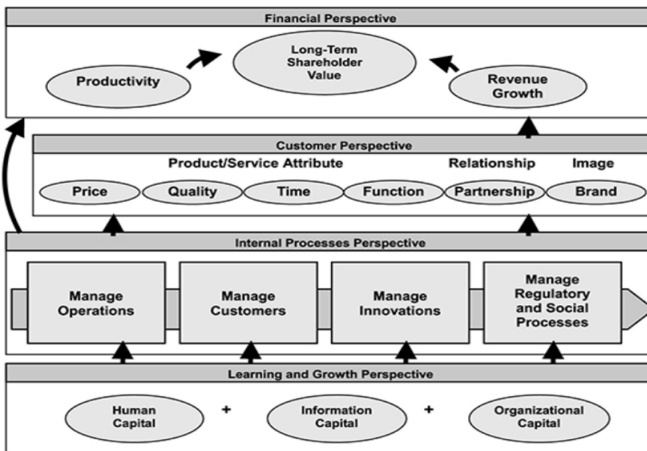 Financial Perspective
Long-Term
Shareholder
Value
Productivity
Revenue
Growth
Customer Perspective
Product/Service Attribute Relationship Image
Price Quality Time Function Partnership Brand
Internal Processes Perspective
Manage
Operations
Manage
Customers
Manage
Innovations
Manage
Regulatory
and Social
Processes
Learning and Growth Perspective
Human
Capital
+
Information
Capital
+
Organizational
Capital